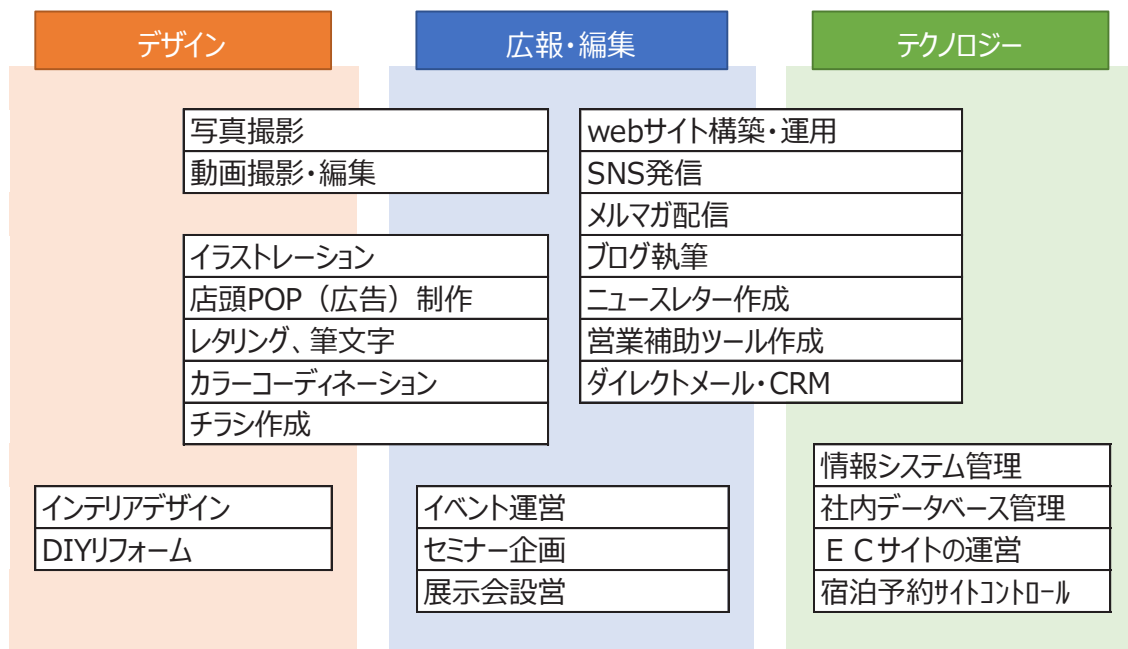 デザイン
広報・編集
テクノロジー
写真撮影
動画撮影・編集
イラストレーション
店頭POP（広告）制作
レタリング、筆文字
カラーコーディネーション
チラシ作成
webサイト構築・運用
SNS発信
メルマガ配信
ブログ執筆
ニュースレター作成
営業補助ツール作成
ダイレクトメール・CRM
インテリアデザイン
DIYリフォーム
イベント運営
セミナー企画
展示会設営
情報システム管理
社内データベース管理
ＥＣサイトの運営
宿泊予約ｻｲﾄｺﾝﾄﾛｰﾙ